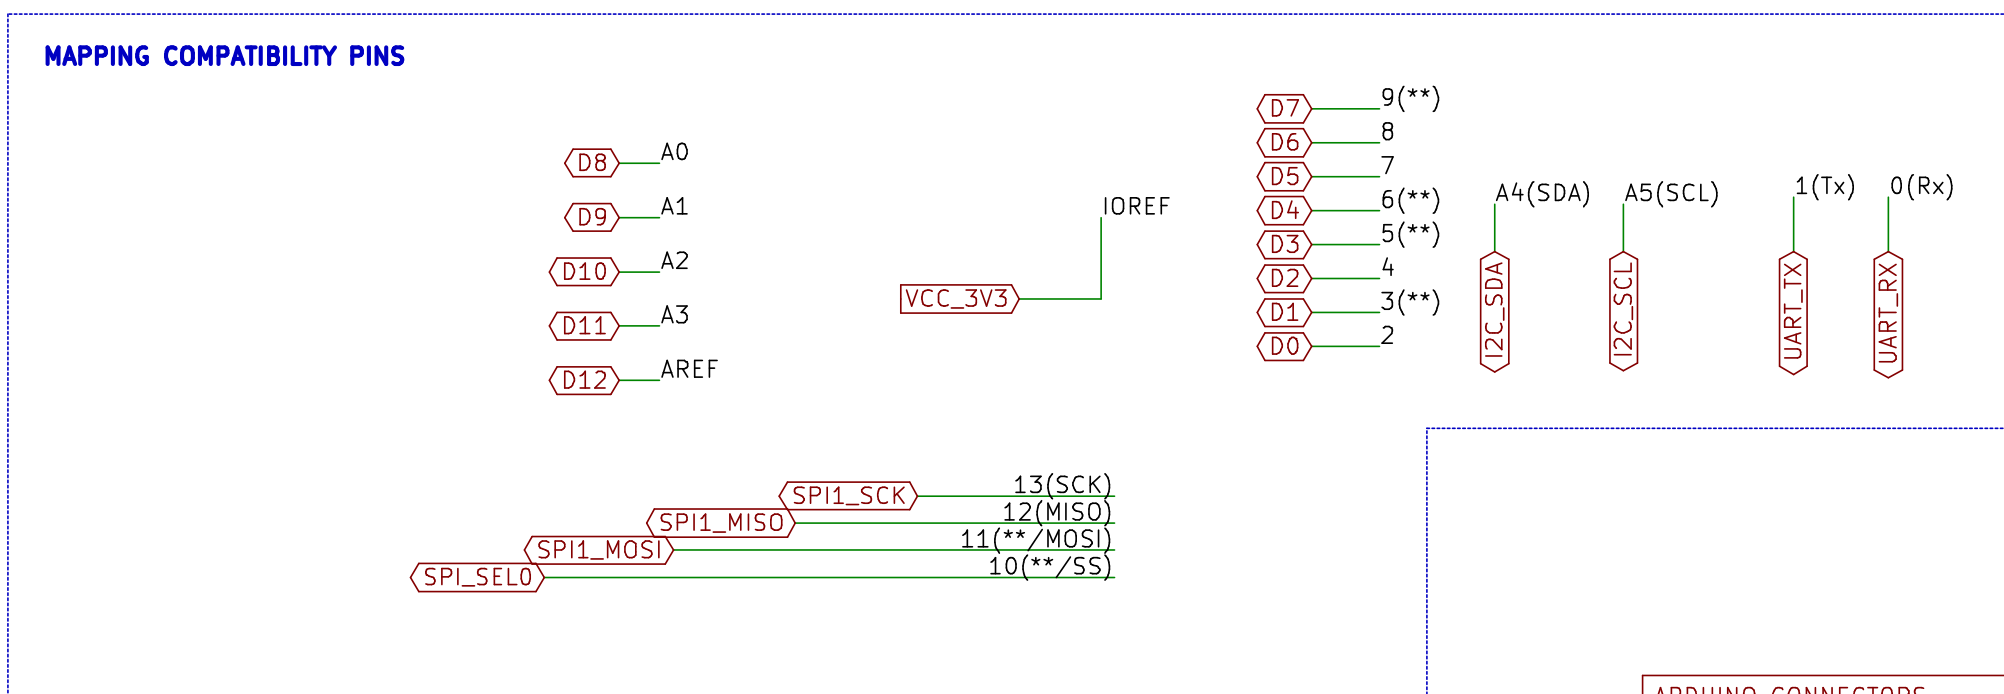 MAPPING COMPATIBILITY PINS
D8 A0
D9 A1
D10 A2
D11 A3
D12 AREF
VCC_3V3 IOREF
D7 9(**)
D6 8
D5 7
D4 6(**)
D3 5(**)
D2 4
D1 3(**)
D0 2
A4(SDA)
I2C_SDA
A5(SCL)
I2C_SCL
1(Tx)
UART_TX
0(Rx)
UART_RX
SPI1_SCK 13(SCK)
SPI1_MISO 12(MISO)
SPI1_MOSI 11(**/MOSI)
SPI_SEL0 10(**/SS)
ARDUINO CONNECTORS